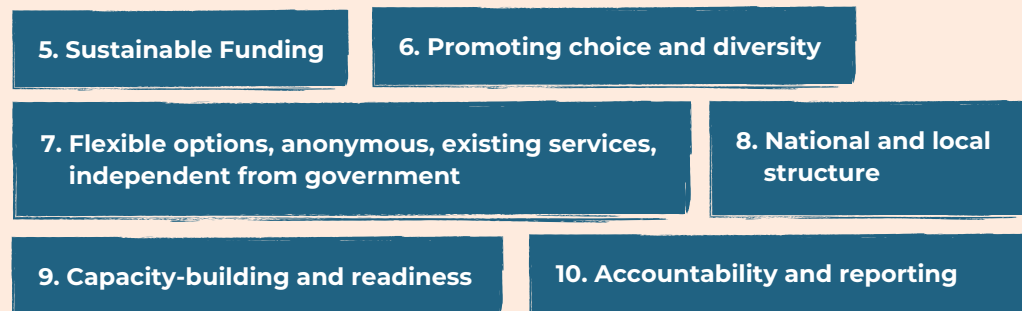 5. Sustainable Funding
6. Promoting choice and diversity
7. Flexible options, anonymous, existing services,
independent from government
8. National and local
structure
9. Capacity-building and readiness
10. Accountability and reporting